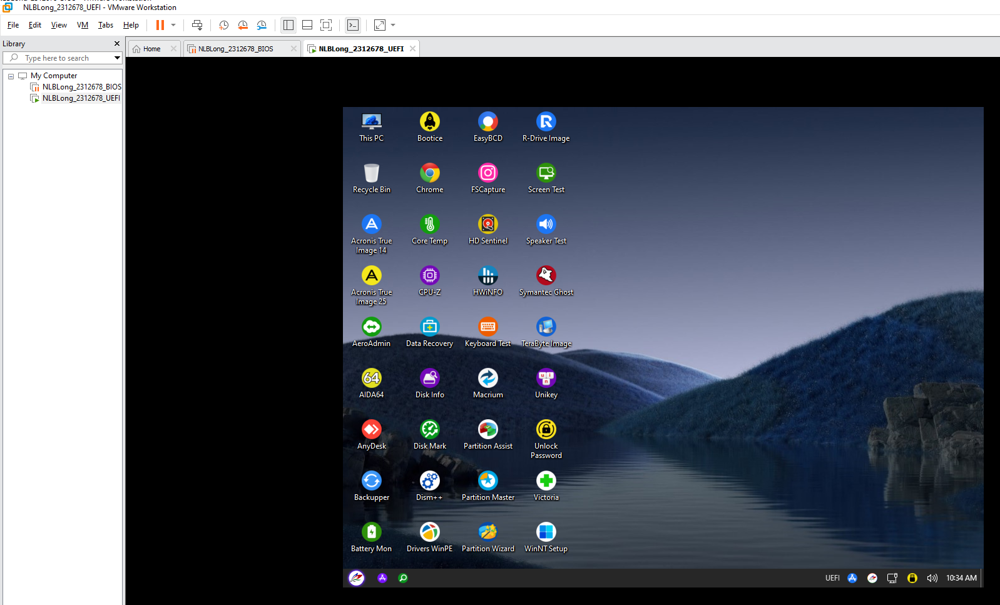 NLBLong_2312678_UEFI - VMware Workstation
File Edit View VM Tabs Help
Library
Type here to search
My Computer
NLBLong_2312678_BIOS
NLBLong_2312678_UEFI
Home
NLBLong_2312678_BIOS
NLBLong_2312678_UEFI
This PC
Bootice
EasyBCD
R-Drive Image
Recycle Bin
Chrome
FSCapture
Screen Test
Acronis True
Image 14
Core Temp
HD Sentinel
Speaker Test
Acronis True
Image 25
CPU-Z
HWiNFO
Symantec Ghost
AeroAdmin
Data Recovery
Keyboard Test
TeraByte Image
64
AIDA64
Disk Info
Macrium
Unikey
AnyDesk
Disk Mark
Partition Assist
Unlock
Password
Backupper
Dism++
Partition Master
Victoria
Battery Mon
Drivers WinPE
Partition Wizard
WinNT Setup
UEFI
10:34 AM